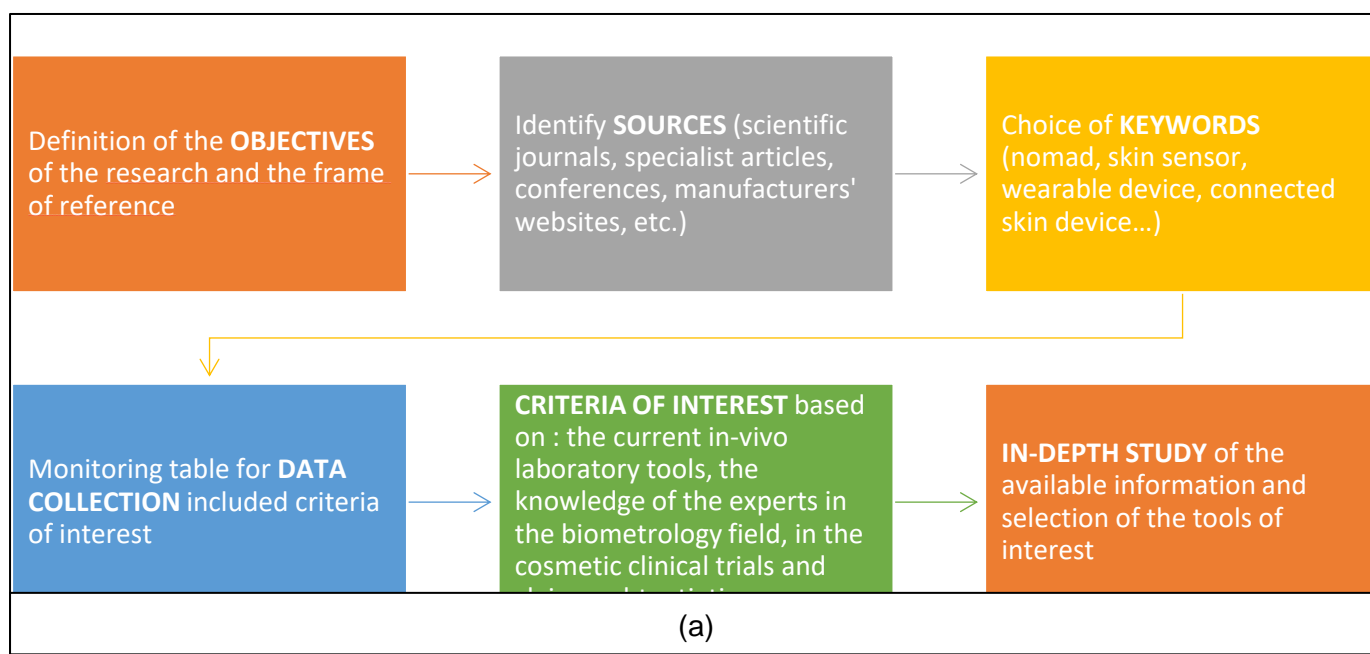 Definition of the OBJECTIVES
of the research and the frame
of reference
Identify SOURCES (scientific
journals, specialist articles,
conferences, manufacturers'
websites, etc.)
Choice of KEYWORDS
(nomad, skin sensor,
wearable device, connected
skin device…)
Monitoring table for DATA
COLLECTION included criteria
of interest
CRITERIA OF INTEREST based
on : the current in-vivo
laboratory tools, the
knowledge of the experts in
the biometrology field, in the
cosmetic clinical trials and
IN-DEPTH STUDY of the
available information and
selection of the tools of
interest
(a)